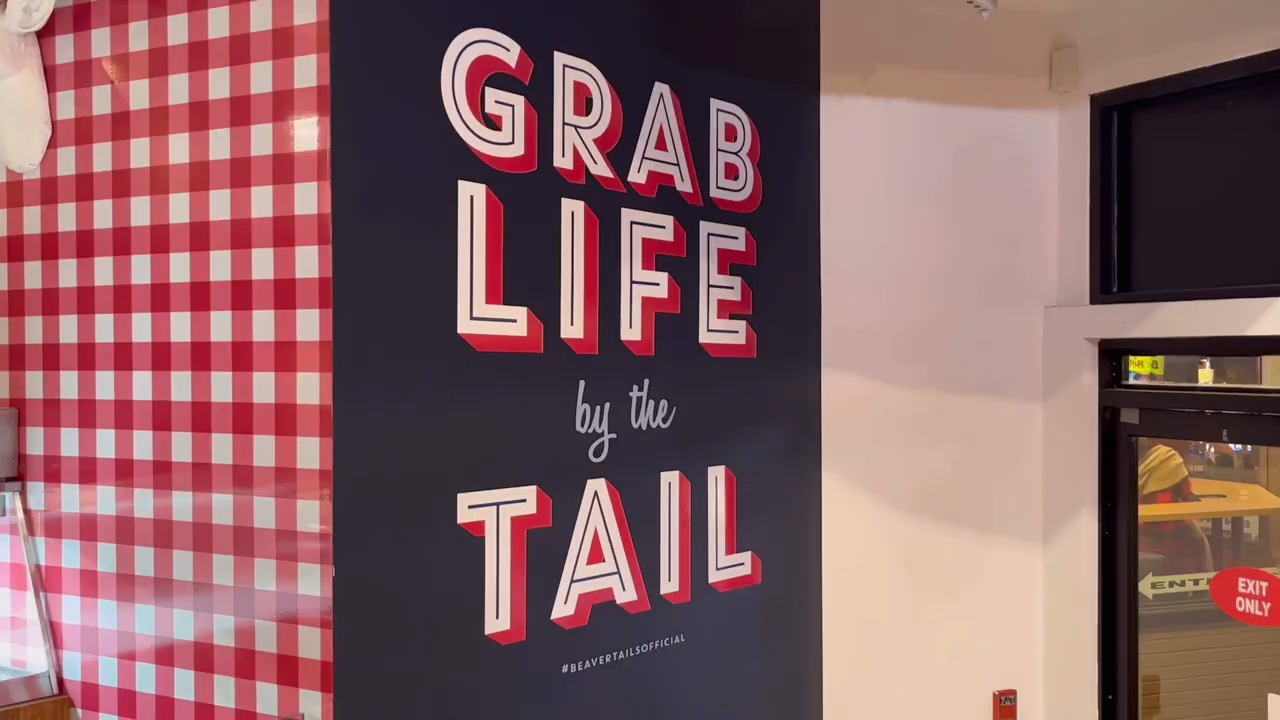 GRAB
LIFE
by the
TAIL
#BEAVERTAILSOFFICIAL
EXIT
ONLY